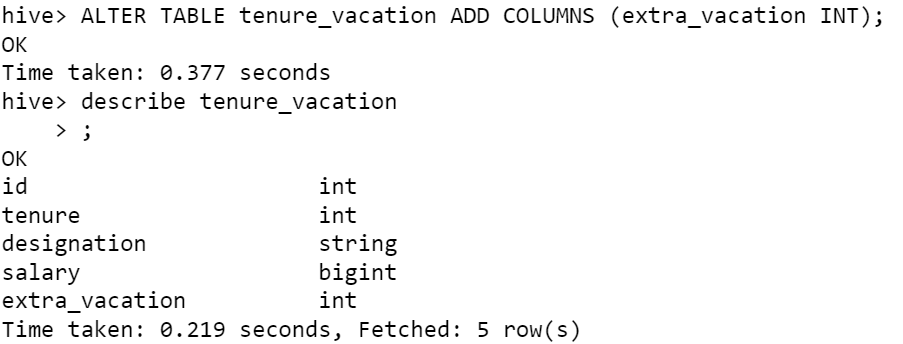 hive> ALTER TABLE tenure_vacation ADD COLUMNS (extra_vacation INT);
OK
Time taken: 0.377 seconds
hive> describe tenure_vacation
    > ;
OK
id                      int
tenure                  int
designation             string
salary                  bigint
extra_vacation          int
Time taken: 0.219 seconds, Fetched: 5 row(s)